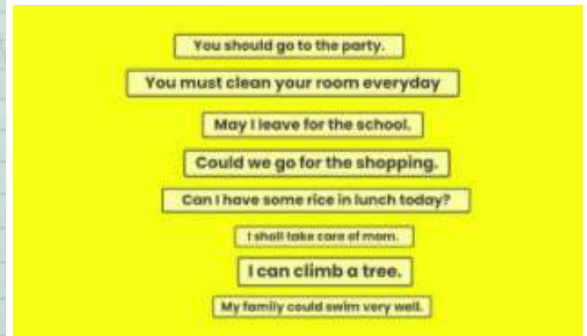 You should go to the party.
You must clean your room everyday
May I leave for the school.
Could we go for the shopping.
Can I have some rice in lunch today?
I shall take care of mom.
I can climb a tree.
My family could swim very well.